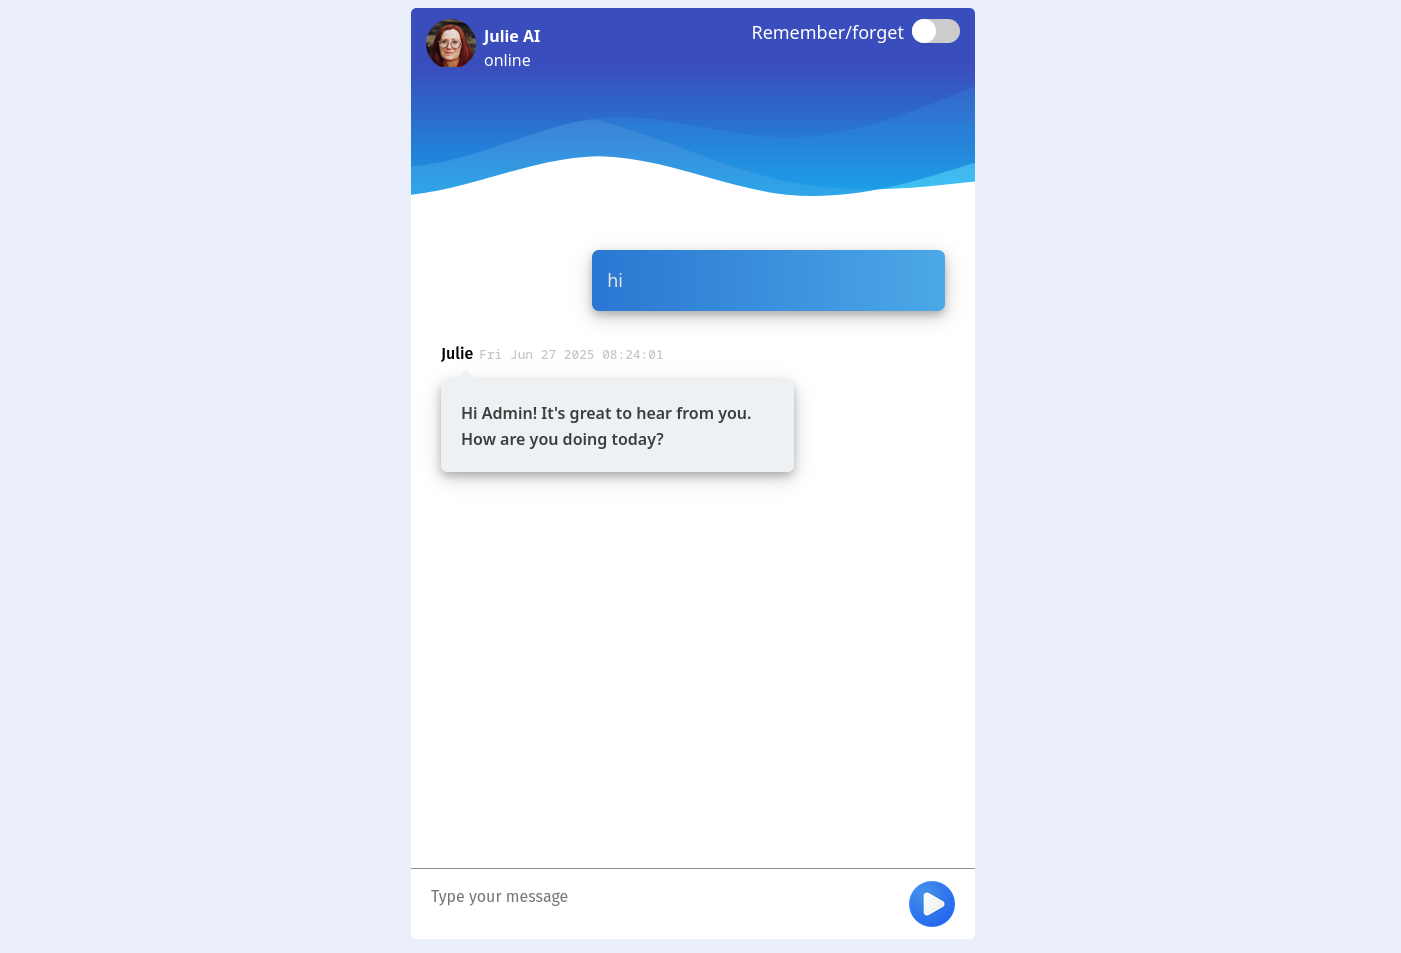 Julie AI
online
Remember/forget
hi
Julie Fri Jun 27 2025 08:24:01
Hi Admin! It's great to hear from you.
How are you doing today?
Type your message